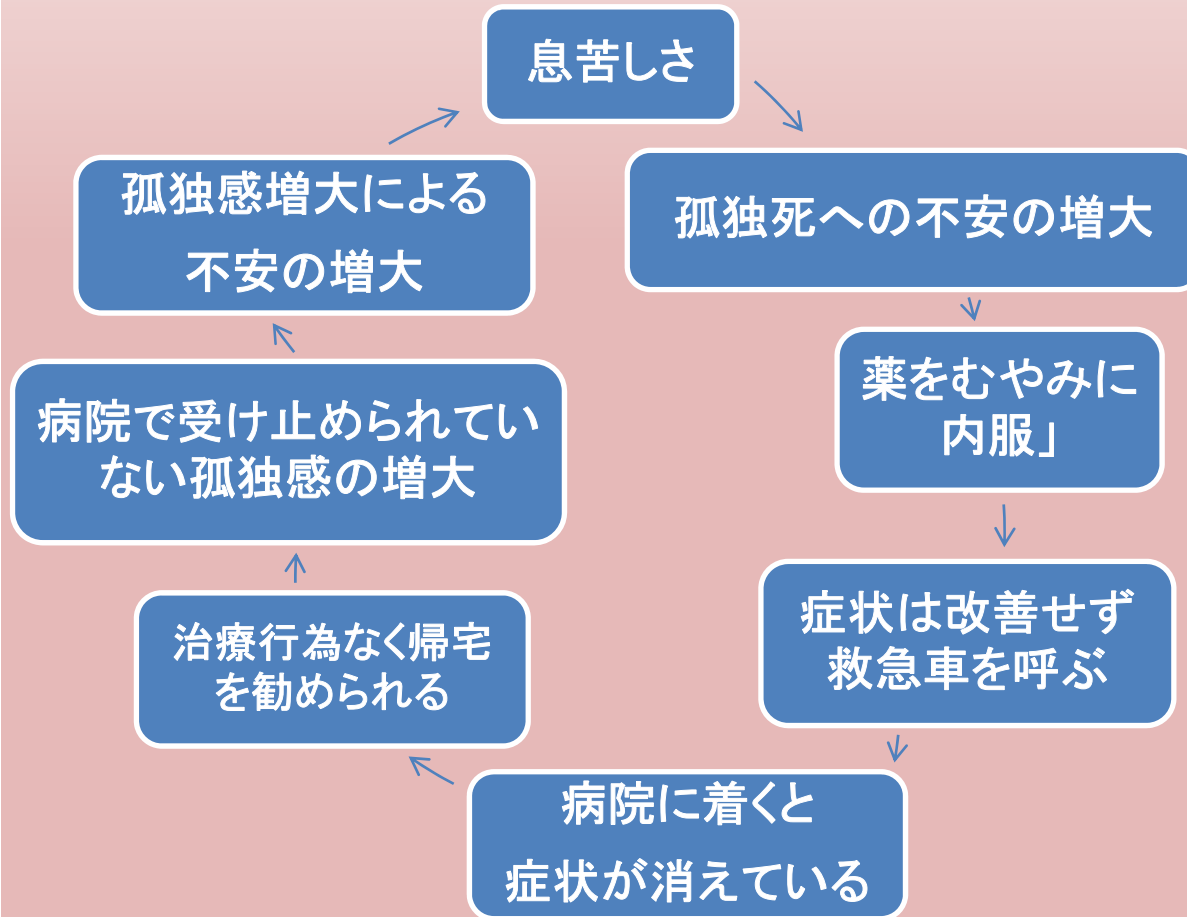 息苦しさ
孤独死への不安の増大
薬をむやみに
内服」
症状は改善せず
救急車を呼ぶ
病院に着くと
症状が消えている
治療行為なく帰宅
を勧められる
病院で受け止められてい
ない孤独感の増大
孤独感増大による
不安の増大